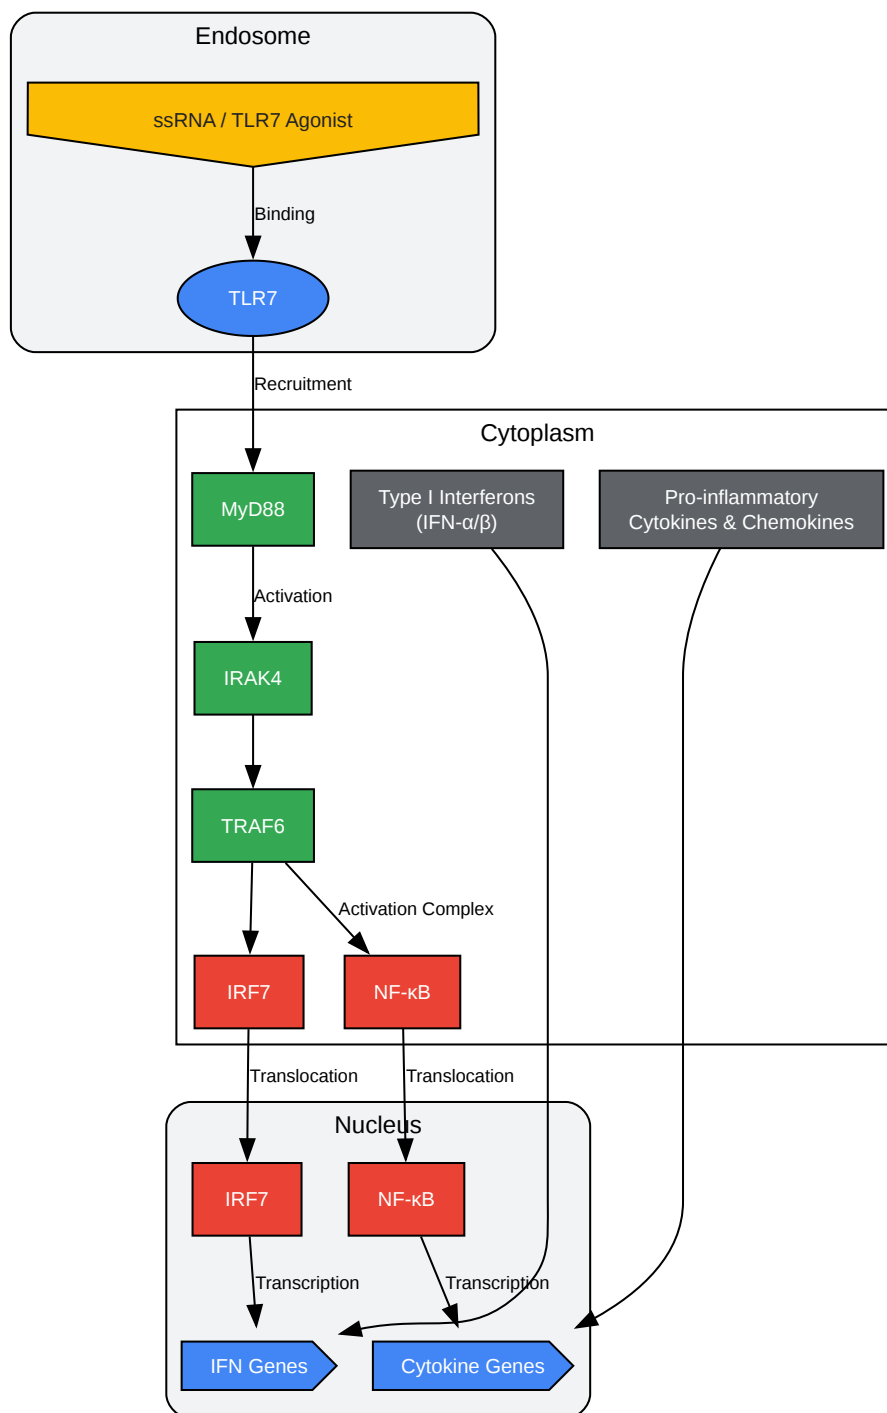 Endosome
ssRNA / TLR7 Agonist
Binding
TLR7
Recruitment
Cytoplasm
MyD88
Type I Interferons
(IFN-α/β)
Pro-inflammatory
Cytokines & Chemokines
Activation
IRAK4
TRAF6
Activation Complex
IRF7
NF-κB
Translocation
Translocation
Nucleus
IRF7
NF-κB
Transcription
Transcription
IFN Genes
Cytokine Genes